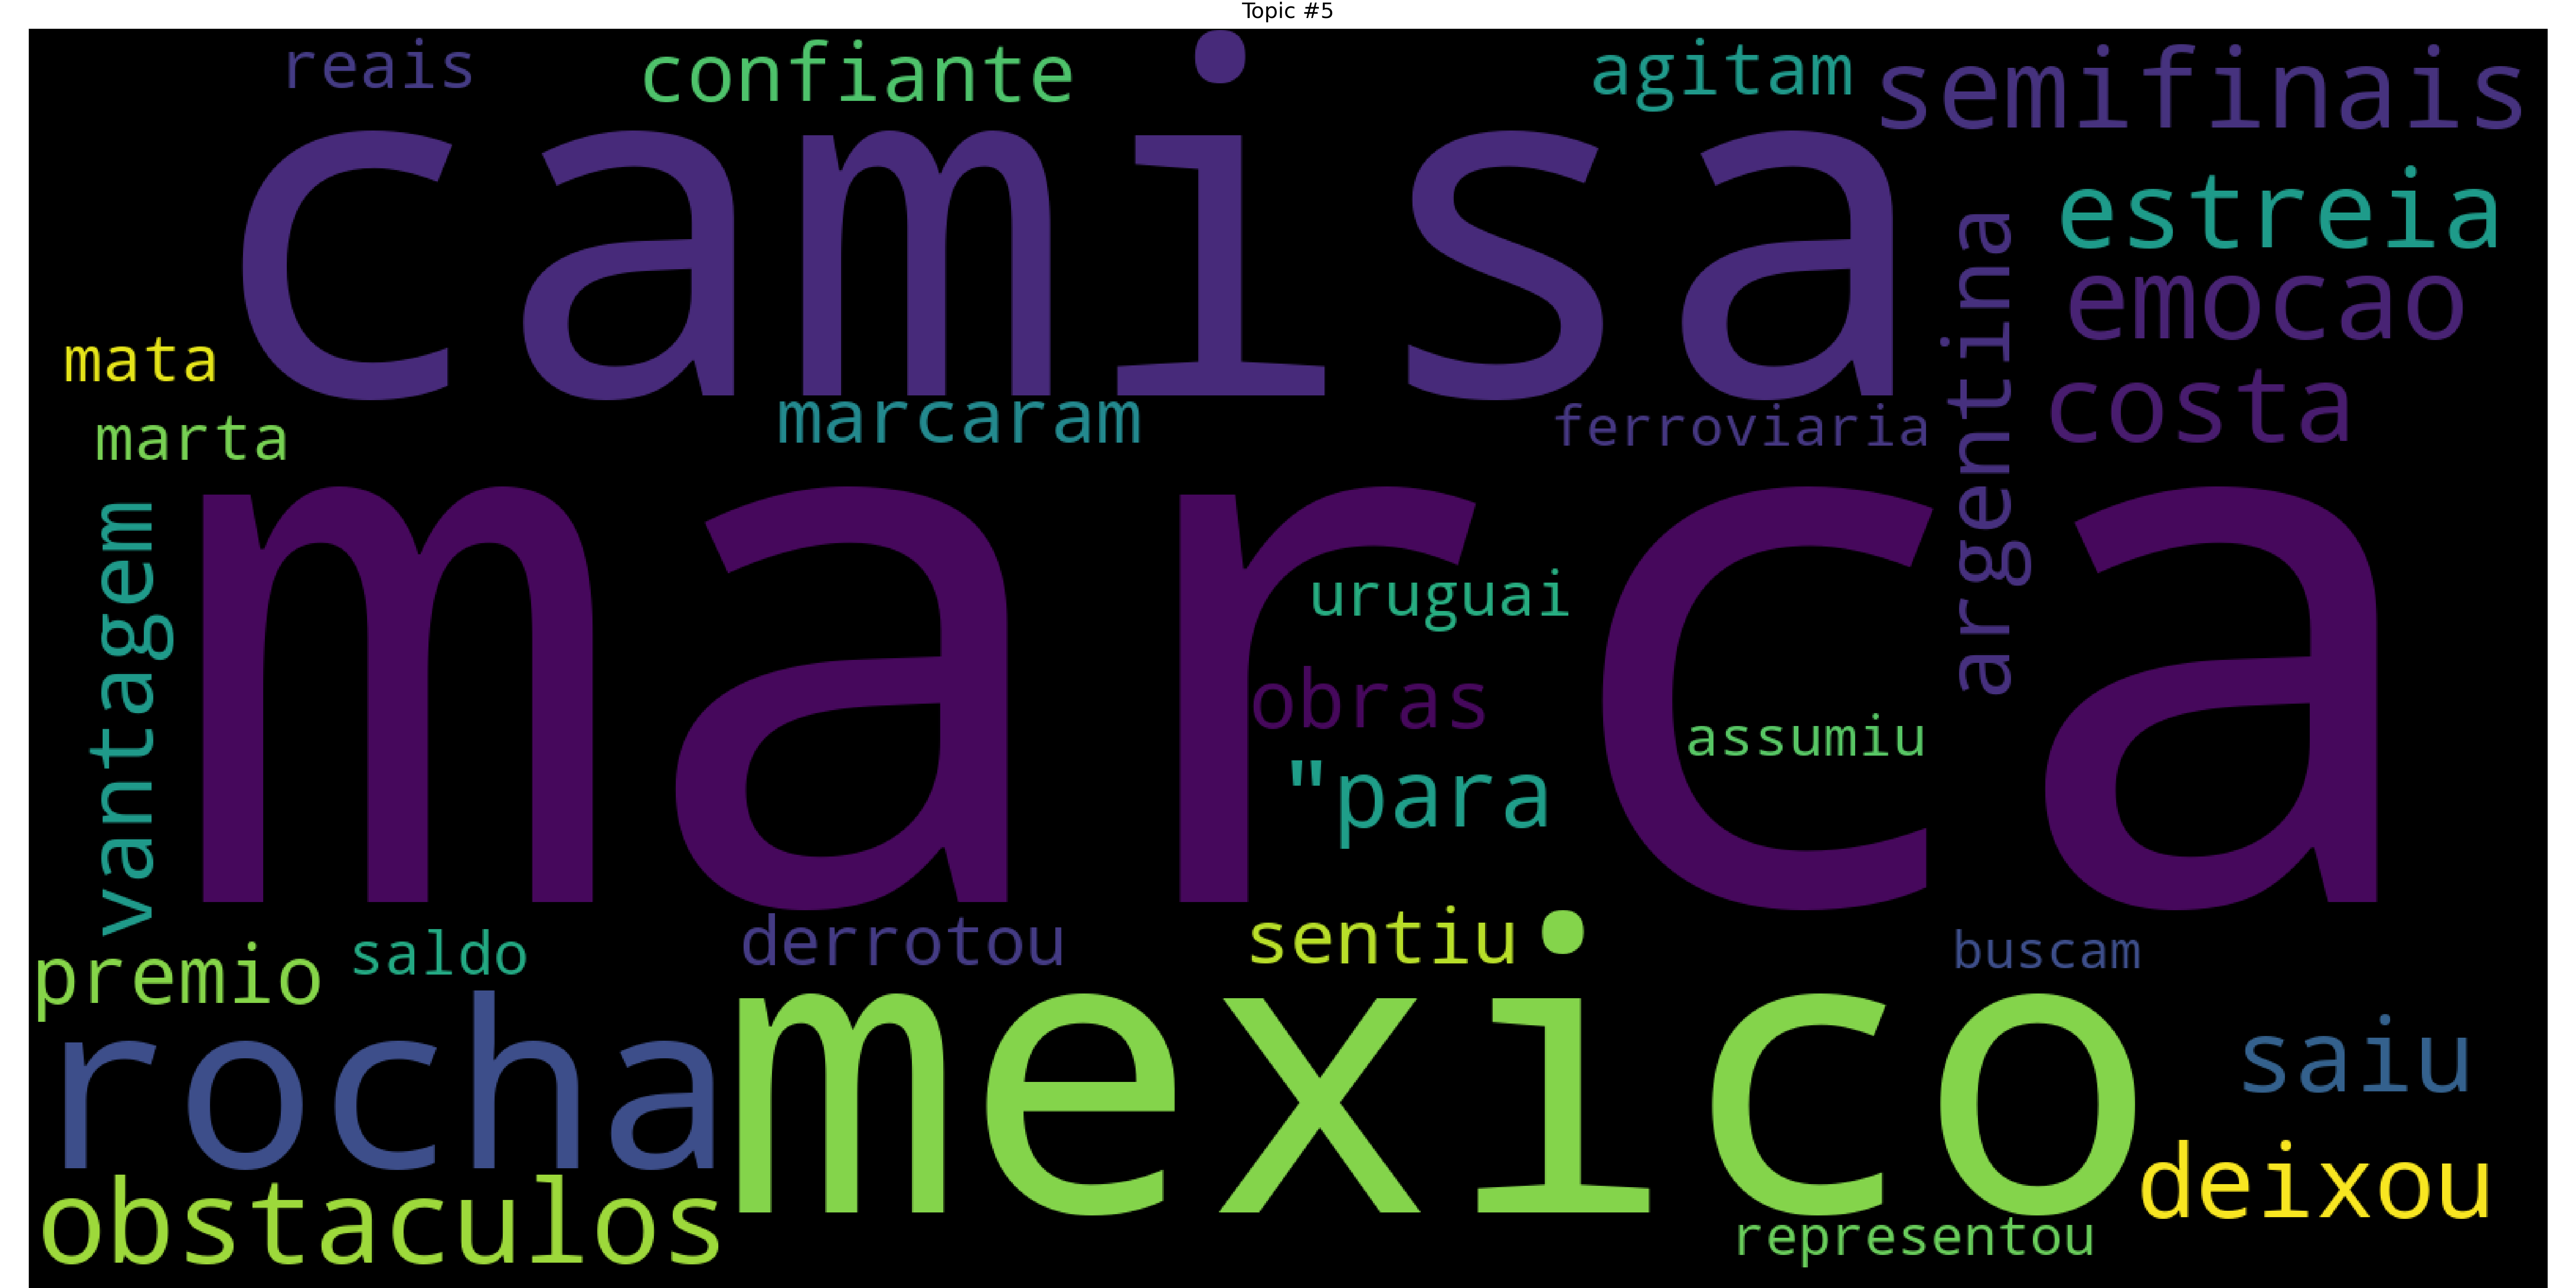 Topic #5
reais
confiante
agitam
semifinais
camisa
estreia
emocao
argentina
mata
costa
marta
marcaram
ferroviaria
marca
vantagem
uruguai
obras
assumiu
"para
premio
saldo
derrotou
sentiu
buscam
rocha
mexico
saiu
obstaculos
deixou
representou